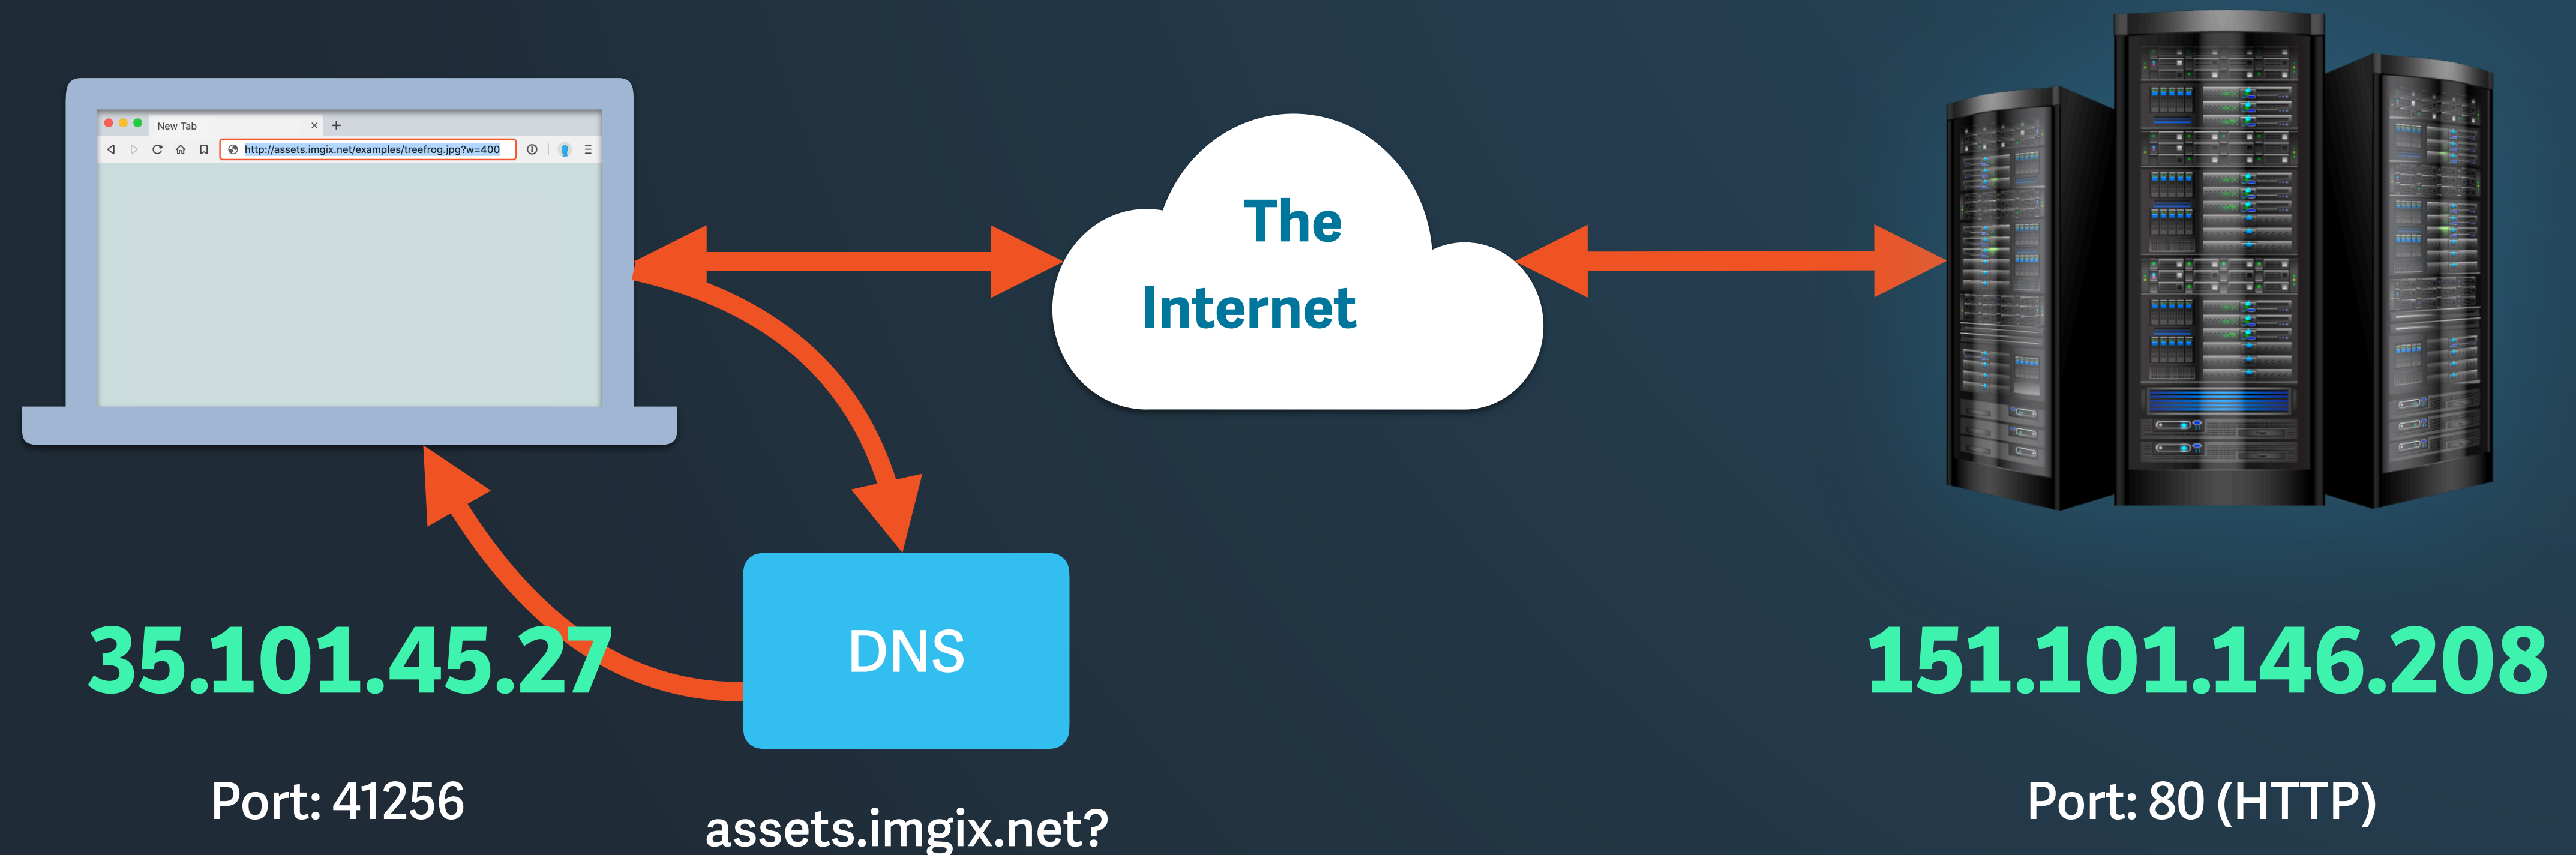 New Tab
http://assets.imgix.net/examples/treefrog.jpg?w=400
The
Internet
35.101.45.27
DNS
151.101.146.208
Port: 41256
assets.imgix.net?
Port: 80 (HTTP)